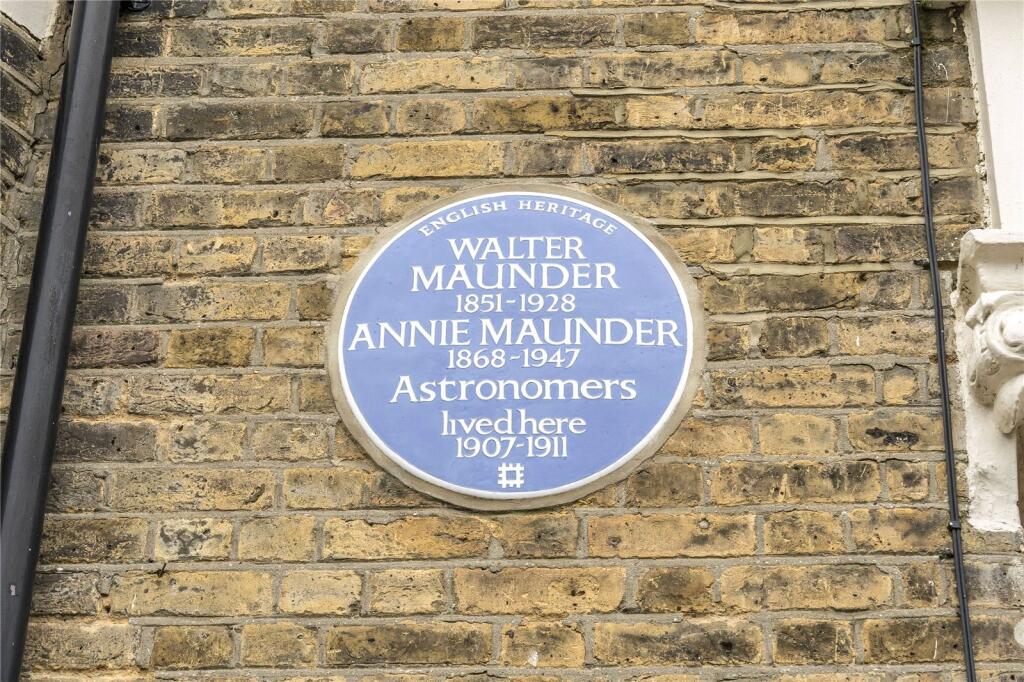 ENGLISH HERITAGE
WALTER
MAUNDER
1851-1928
ANNIE MAUNDER
1868-1947
Astronomers
lived here
1907-1911